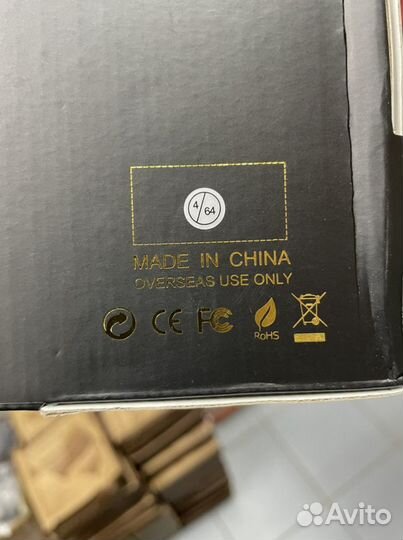 4/64
MADE IN CHINA
OVERSEAS USE ONLY
CE FC RoHS
Avito